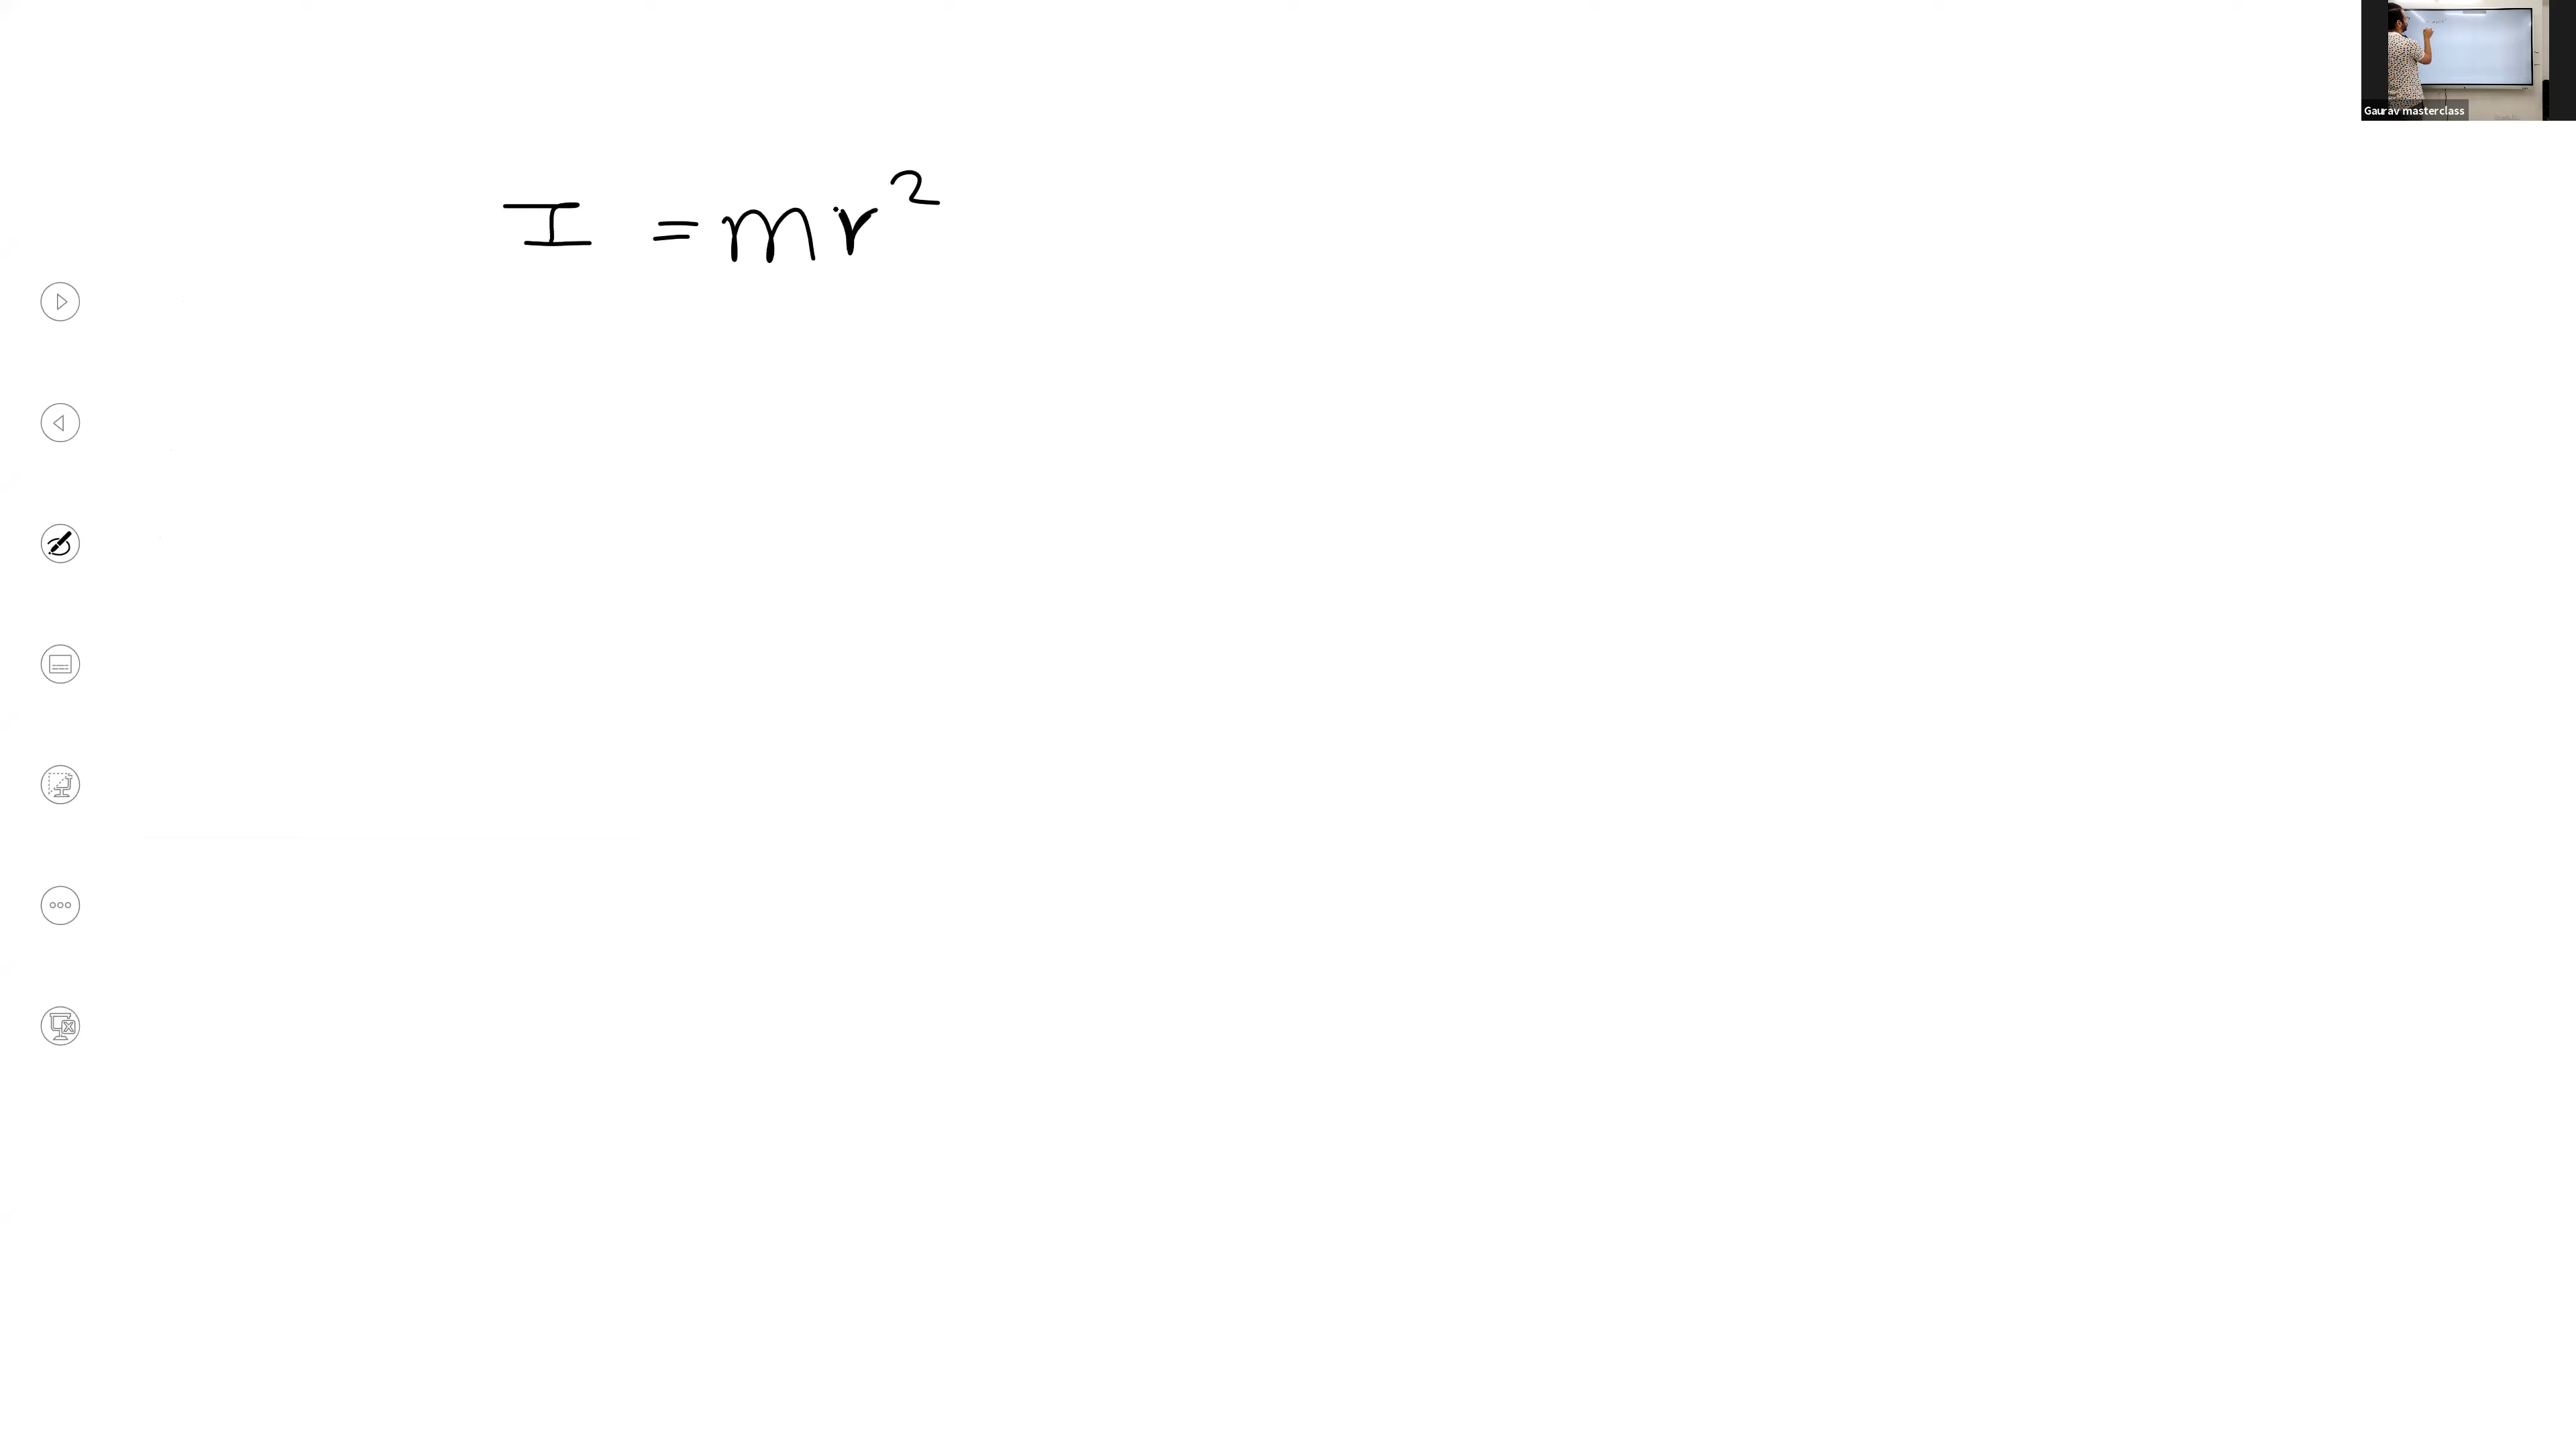 Gaurav masterclass
I = mr²